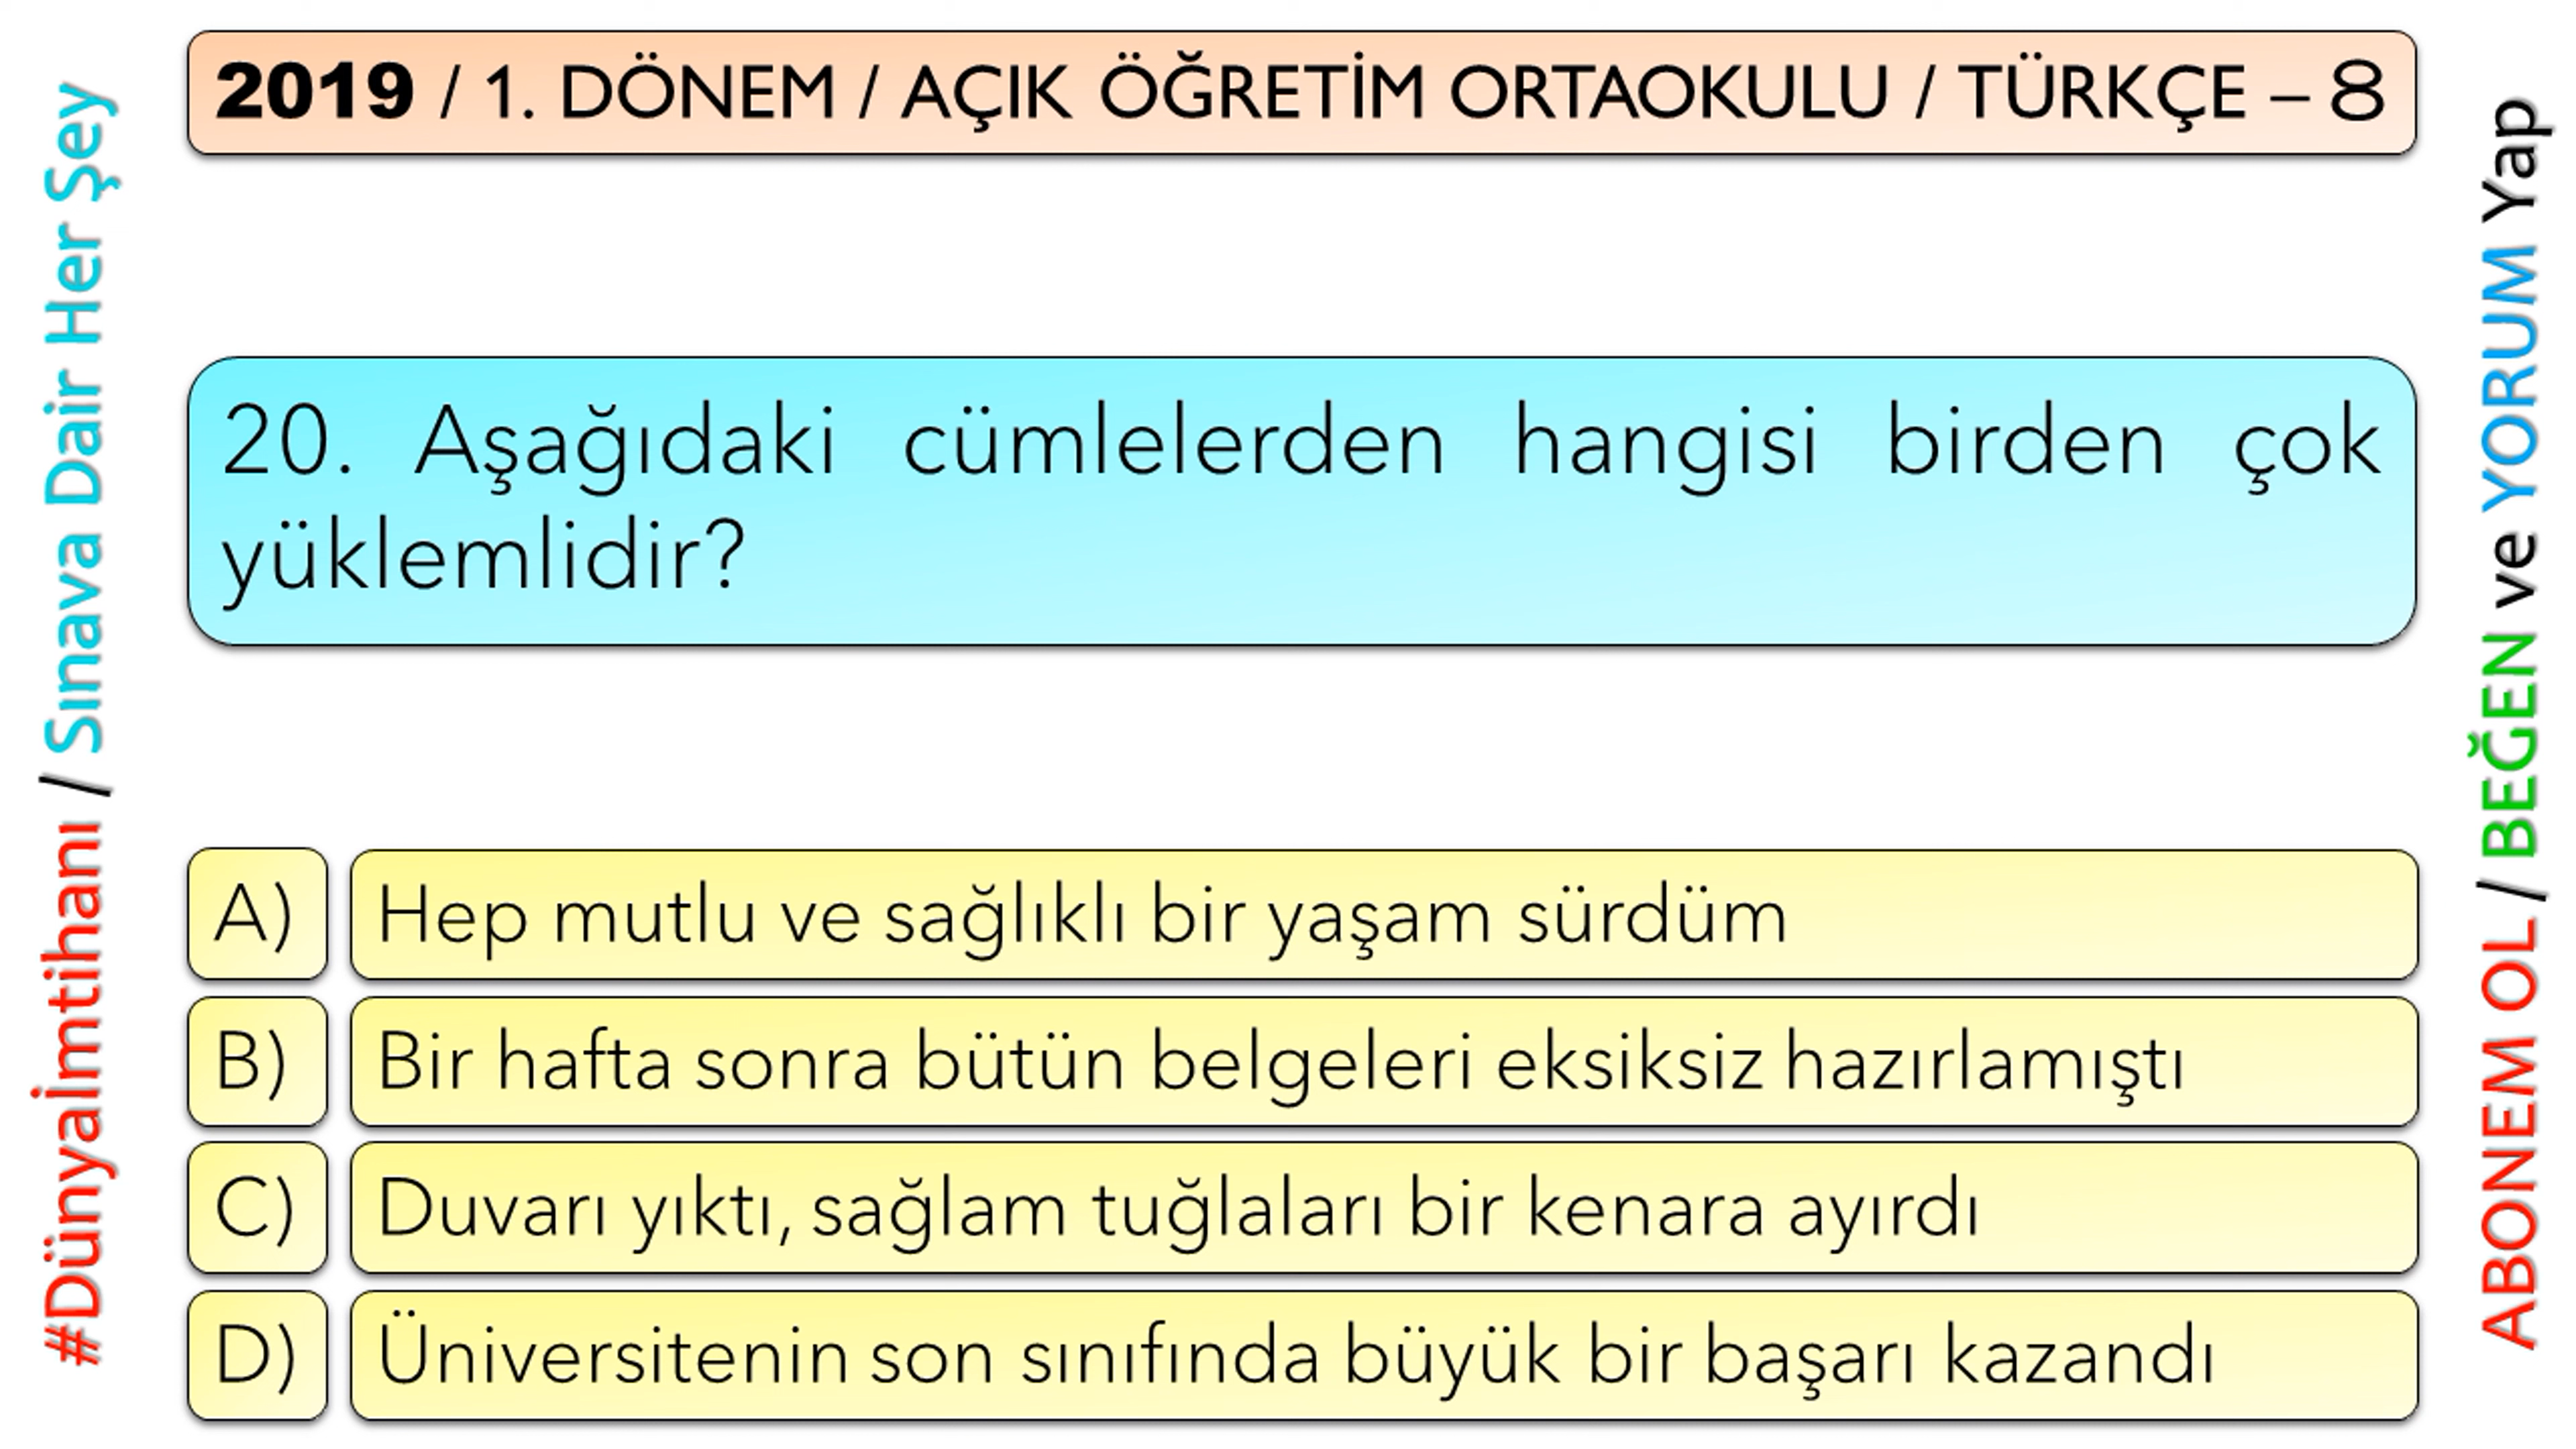 2019 / 1. DÖNEM / AÇIK ÖĞRETİM ORTAOKULU / TÜRKÇE – 8
#Dünyaİmtihanı / Sınava Dair Her Şey
20. Aşağıdaki cümlelerden hangisi birden çok
yüklemlidir?
A) Hep mutlu ve sağlıklı bir yaşam sürdüm
B) Bir hafta sonra bütün belgeleri eksiksiz hazırlamıştı
C) Duvarı yıktı, sağlam tuğlaları bir kenara ayırdı
D) Üniversitenin son sınıfında büyük bir başarı kazandı
ABONEM OL / BEĞEN ve YORUM Yap